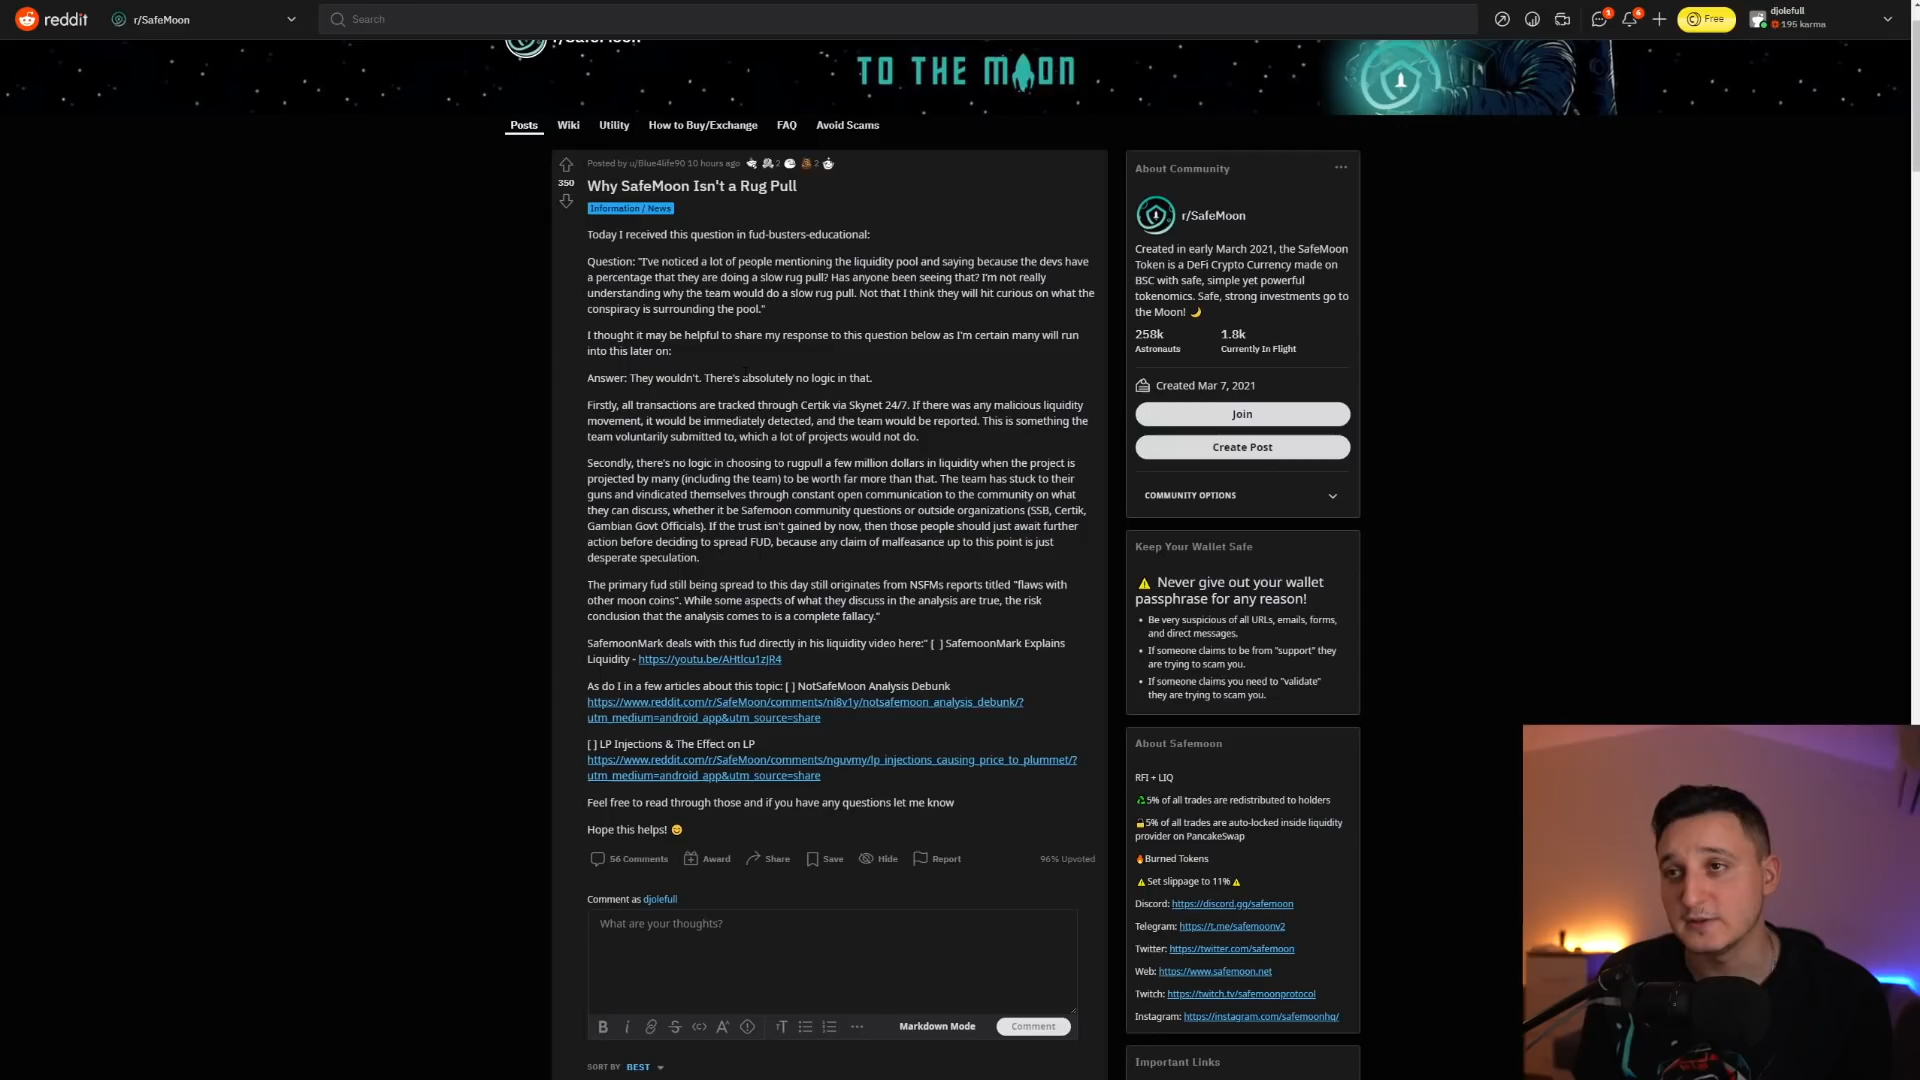 reddit
r/SafeMoon
Search
1
6
Free
djolefull
195 karma
TO THE MOON
Posts
Wiki
Utility
How to Buy/Exchange
FAQ
Avoid Scams
Posted by u/Blue4life90 10 hours ago
2
2
350
Why SafeMoon Isn't a Rug Pull
Information / News
Today I received this question in fud-busters-educational:
Question: "I've noticed a lot of people mentioning the liquidity pool and saying because the devs have
a percentage that they are doing a slow rug pull? Has anyone been seeing that? I'm not really
understanding why the team would do a slow rug pull. Not that I think they will hit curious on what the
conspiracy is surrounding the pool."
I thought it may be helpful to share my response to this question below as I'm certain many will run
into this later on:
Answer: They wouldn't. There's absolutely no logic in that.
Firstly, all transactions are tracked through Certik via Skynet 24/7. If there was any malicious liquidity
movement, it would be immediately detected, and the team would be reported. This is something the
team voluntarily submitted to, which a lot of projects would not do.
Secondly, there's no logic in choosing to rugpull a few million dollars in liquidity when the project is
projected by many (including the team) to be worth far more than that. The team has stuck to their
guns and vindicated themselves through constant open communication to the community on what
they can discuss, whether it be Safemoon community questions or outside organizations (SSB, Certik,
Gambian Govt Officials). If the trust isn't gained by now, then those people should just await further
action before deciding to spread FUD, because any claim of malfeasance up to this point is just
desperate speculation.
The primary fud still being spread to this day still originates from NSFMs reports titled "flaws with
other moon coins". While some aspects of what they discuss in the analysis are true, the risk
conclusion that the analysis comes to is a complete fallacy."
SafemoonMark deals with this fud directly in his liquidity video here:" [ ] SafemoonMark Explains
Liquidity - https://youtu.be/AHtlcu1zJR4
As do I in a few articles about this topic: [ ] NotSafeMoon Analysis Debunk
https://www.reddit.com/r/SafeMoon/comments/ni8v1y/notsafemoon_analysis_debunk/?
utm_medium=android_app&utm_source=share
[ ] LP Injections & The Effect on LP
https://www.reddit.com/r/SafeMoon/comments/nguvmy/lp_injections_causing_price_to_plummet/?
utm_medium=android_app&utm_source=share
Feel free to read through those and if you have any questions let me know
Hope this helps! 😊
56 Comments
Award
Share
Save
Hide
Report
96% Upvoted
Comment as djolefull
What are your thoughts?
Markdown Mode
Comment
SORT BY BEST
About Community
r/SafeMoon
Created in early March 2021, the SafeMoon
Token is a DeFi Crypto Currency made on
BSC with safe, simple yet powerful
tokenomics. Safe, strong investments go to
the Moon! 🌙
258k
1.8k
Astronauts
Currently In Flight
Created Mar 7, 2021
Join
Create Post
COMMUNITY OPTIONS
Keep Your Wallet Safe
⚠ Never give out your wallet
passphrase for any reason!
• Be very suspicious of all URLs, emails, forms,
and direct messages.
• If someone claims to be from "support" they
are trying to scam you.
• If someone claims you need to "validate"
they are trying to scam you.
About Safemoon
RFI + LIQ
♻5% of all trades are redistributed to holders
🔒5% of all trades are auto-locked inside liquidity
provider on PancakeSwap
🔥Burned Tokens
⚠Set slippage to 11%⚠
Discord: https://discord.gg/safemoon
Telegram: https://t.me/safemoonv2
Twitter: https://twitter.com/safemoon
Web: https://www.safemoon.net
Twitch: https://twitch.tv/safemoonprotocol
Instagram: https://instagram.com/safemoonhq/
Important Links